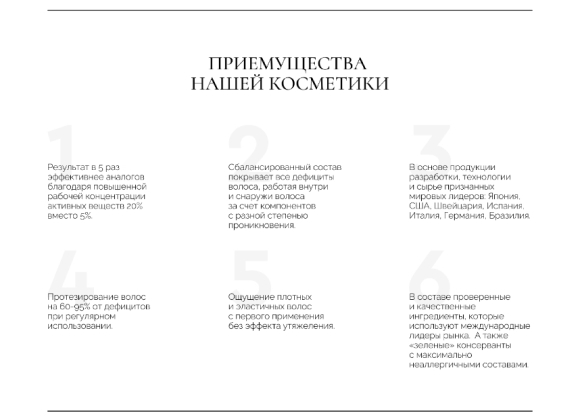 ПРИЕМУЩЕСТВА
НАШЕЙ КОСМЕТИКИ
1
Результат в 5 раз
эффективнее аналогов
благодаря повышенной
рабочей концентрации
активных веществ 20%
вместо 5%.
2
Сбалансированный состав
покрывает все дефициты
волоса, работая внутри
и снаружи волоса
за счет компонентов
с разной степенью
проникновения.
3
В основе продукции
разработки, технологии
и сырье признанных
мировых лидеров: Япония,
США, Швейцария, Испания,
Италия, Германия, Бразилия.
4
Протезирование волос
на 60-95% от дефицитов
при регулярном
использовании.
5
Ощущение плотных
и эластичных волос
с первого применения
без эффекта утяжеления.
6
В составе проверенные
и качественные
ингредиенты, которые
используют международные
лидеры рынка. А также
«зеленые» консерванты
с максимально
неаллергичными составами.